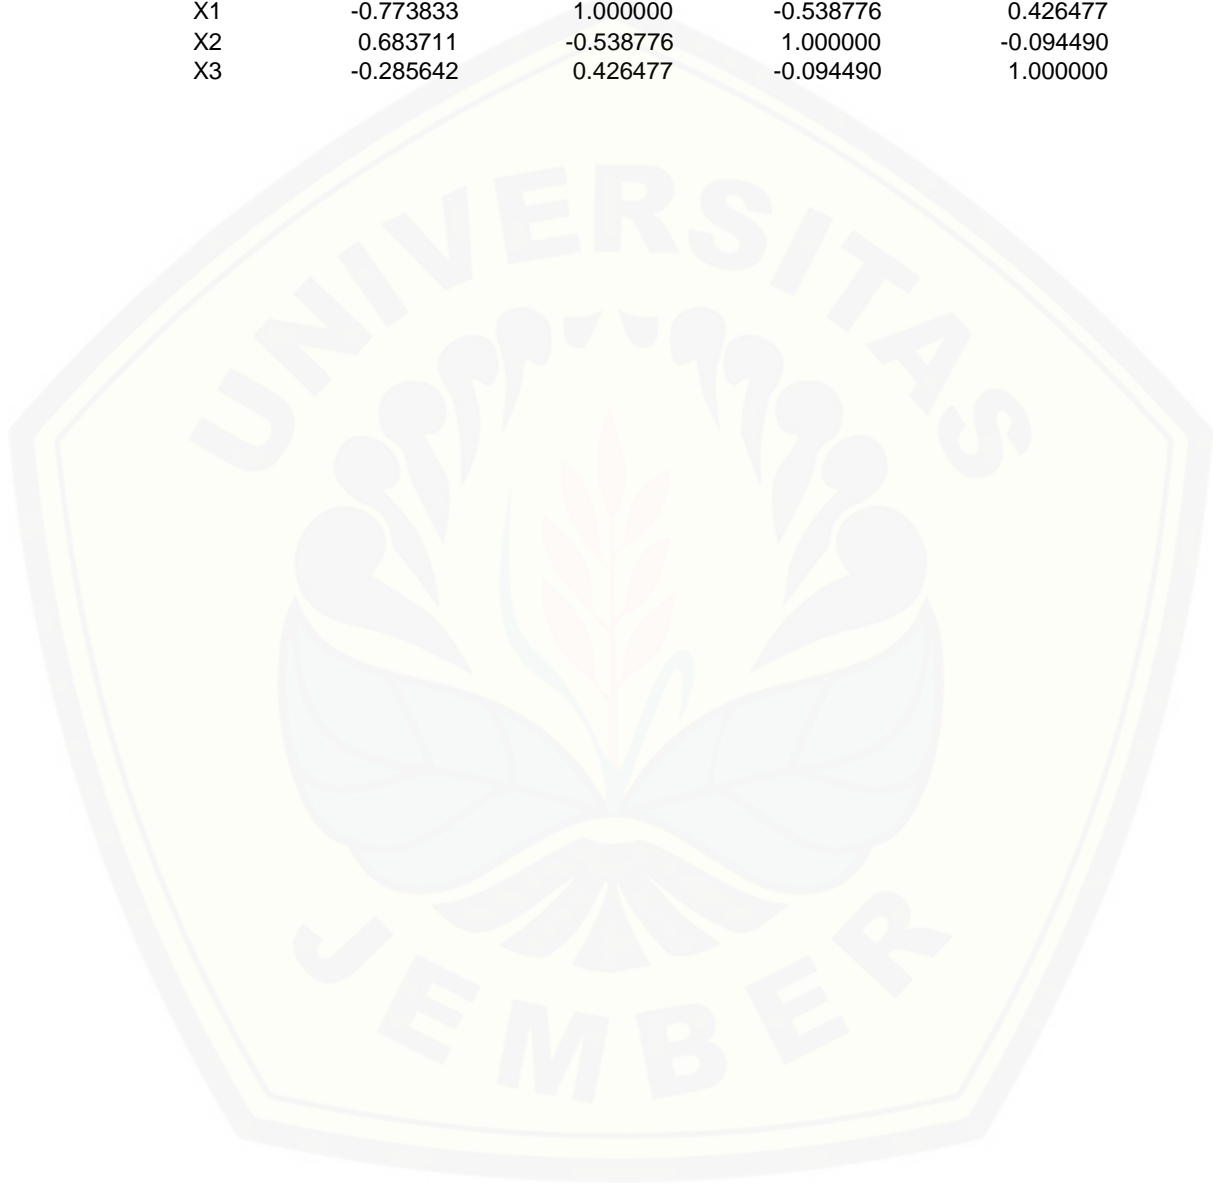 X1 -0.773833 1.000000 -0.538776 0.426477
X2 0.683711 -0.538776 1.000000 -0.094490
X3 -0.285642 0.426477 -0.094490 1.000000
UNIVERSITAS
JEMBER